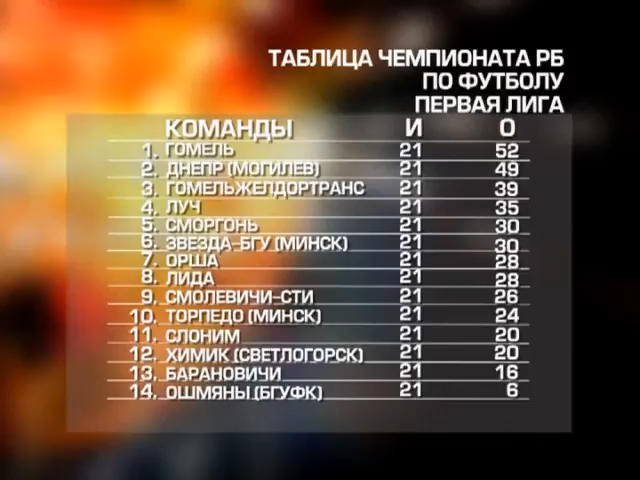 ТАБЛИЦА ЧЕМПИОНАТА РБ
ПО ФУТБОЛУ
ПЕРВАЯ ЛИГА
КОМАНДЫ И О
1. ГОМЕЛЬ 21 52
2. ДНЕПР (МОГИЛЕВ) 21 49
3. ГОМЕЛЬЖЕЛДОРТРАНС 21 39
4. ЛУЧ 21 35
5. СМОРГОНЬ 21 30
6. ЗВЕЗДА-БГУ (МИНСК) 21 30
7. ОРША 21 28
8. ЛИДА 21 28
9. СМОЛЕВИЧИ-СТИ 21 26
10. ТОРПЕДО (МИНСК) 21 24
11. СЛОНИМ 21 20
12. ХИМИК (СВЕТЛОГОРСК) 21 20
13. БАРАНОВИЧИ 21 16
14. ОШМЯНЫ (БГУФК) 21 6